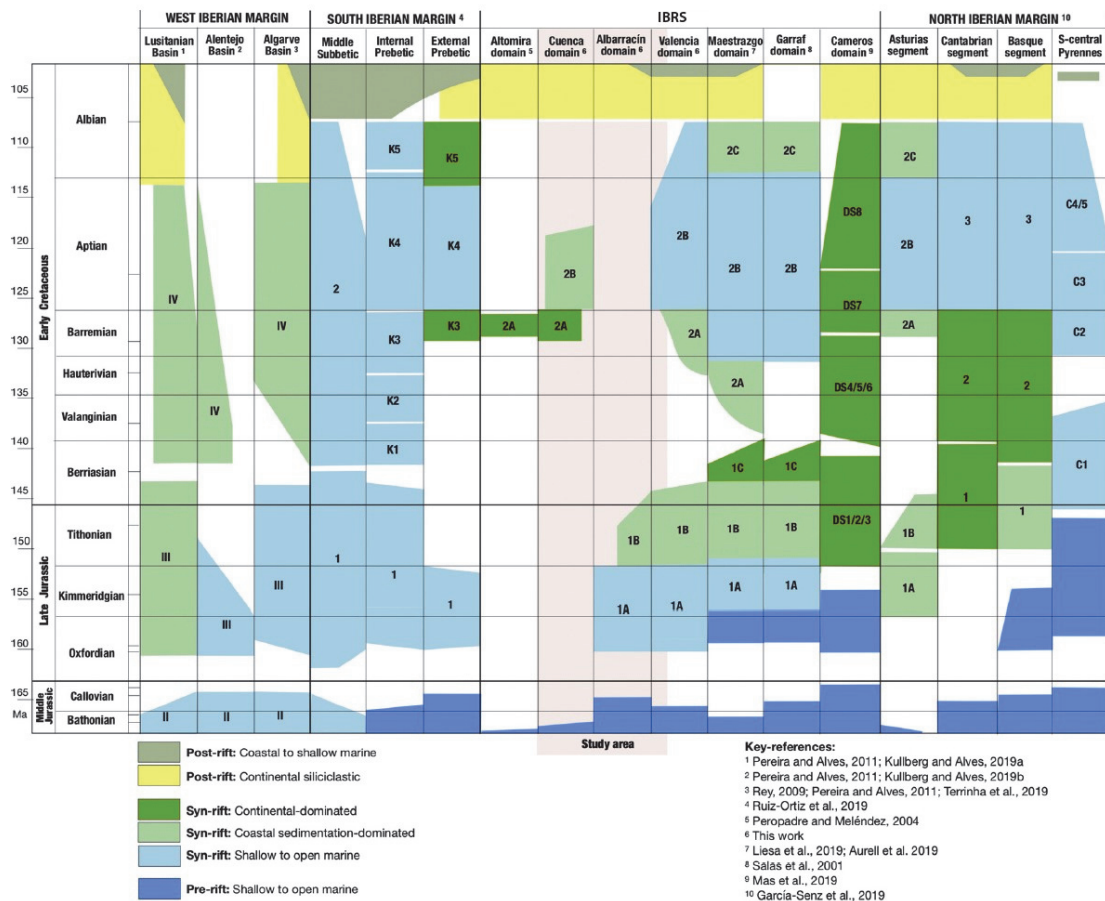 WEST IBERIAN MARGIN SOUTH IBERIAN MARGIN 4 IBRS NORTH IBERIAN MARGIN 10
Lusitanian Basin 1
Alentejo Basin 2
Algarve Basin 3
Middle Subbetic
Internal Prebetic
External Prebetic
Altomira domain 5
Cuenca domain 6
Albarracín domain 6
Valencia domain 6
Maestrazgo domain 7
Garraf domain 8
Cameros domain 9
Asturias segment
Cantabrian segment
Basque segment
S-central Pyrennes
105
Albian
110
K5 K5 2C 2C 2C
115
DS8 C4/5
Aptian
K4 K4 2B 2B 2B 2B 3 3
120
2B
Early Cretaceous
2 C3
125
IV IV DS7
Barremian
K3 2A 2A 2A 2A C2
130
K3
Hauterivian
2A DS4/5/6 2 2
135
K2
IV
Valanginian
140
K1
Berriasian
1C 1C C1
145
1
Tithonian
1B 1B 1B 1B DS1/2/3 1B 1
150
III 1
Late Jurassic
Kimmeridgian
III 1 1 1A 1A 1A 1A 1A
155
III
Oxfordian
160
Middle Jurassic
165
Callovian
Ma
Bathonian
II II II
Study area
Post-rift: Coastal to shallow marine
Post-rift: Continental siliciclastic
Syn-rift: Continental-dominated
Syn-rift: Coastal sedimentation-dominated
Syn-rift: Shallow to open marine
Pre-rift: Shallow to open marine
Key-references:
1 Pereira and Alves, 2011; Kullberg and Alves, 2019a
2 Pereira and Alves, 2011; Kullberg and Alves, 2019b
3 Rey, 2009; Pereira and Alves, 2011; Terrinha et al., 2019
4 Ruiz-Ortiz et al., 2019
5 Peropadre and Meléndez, 2004
6 This work
7 Liesa et al., 2019; Aurell et al. 2019
8 Salas et al., 2001
9 Mas et al., 2019
10 García-Senz et al., 2019